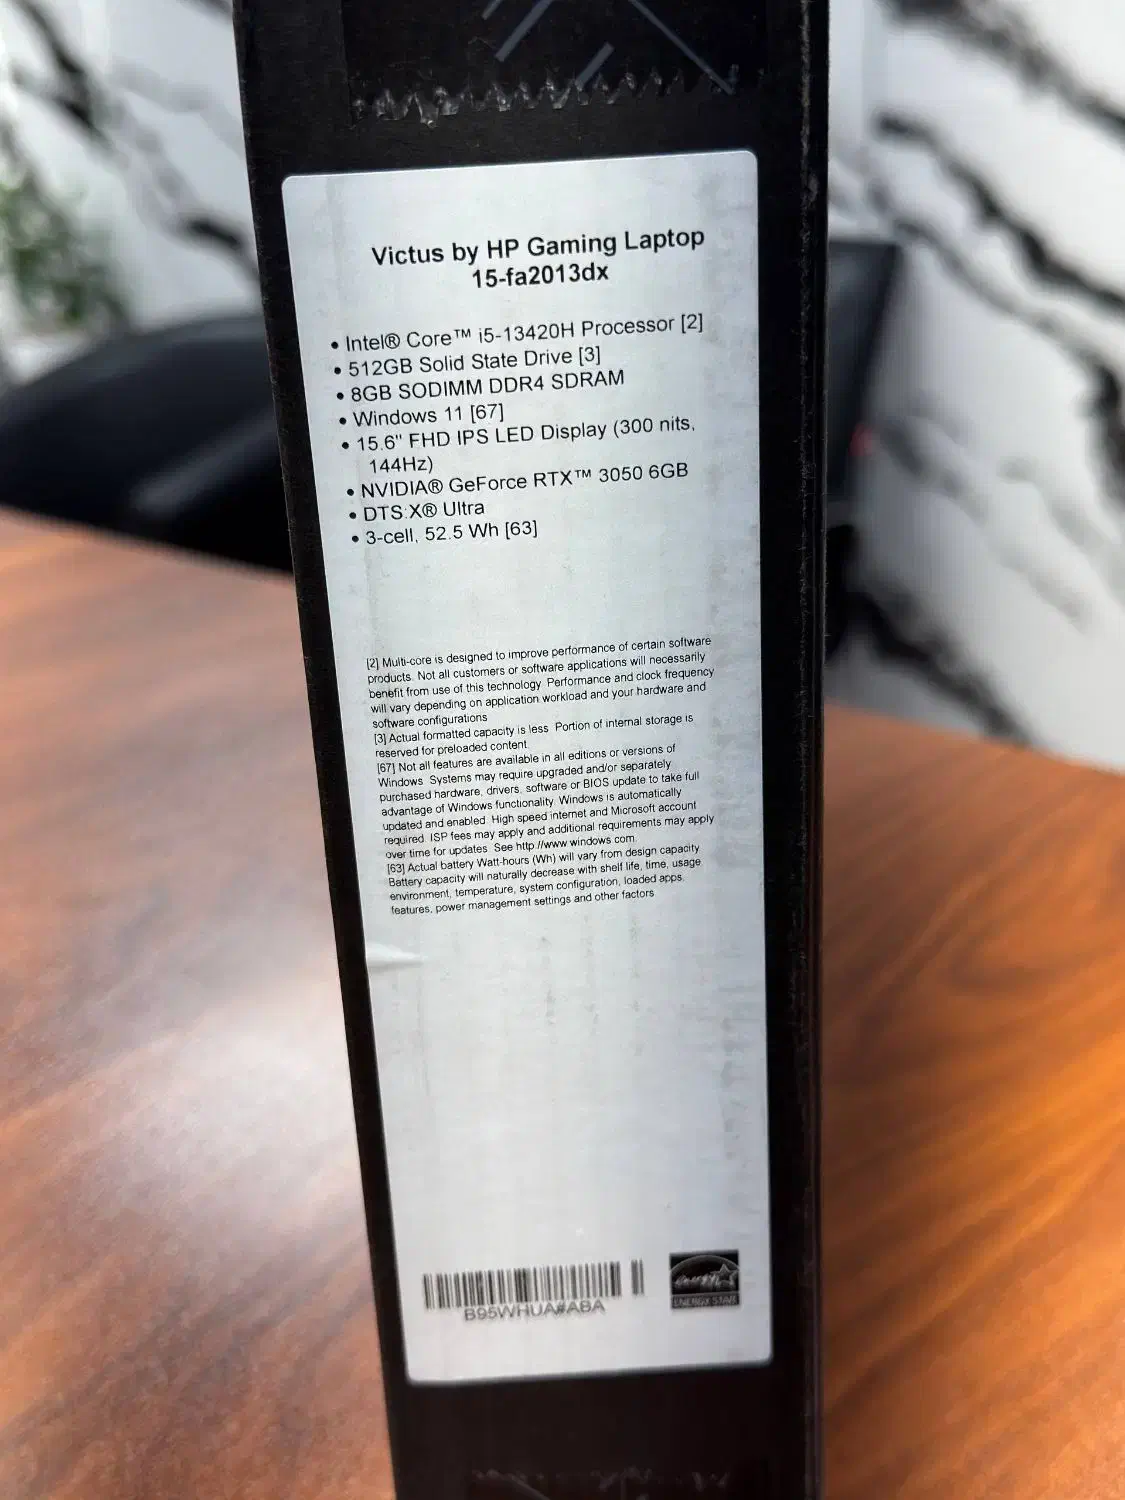 Victus by HP Gaming Laptop
15-fa2013dx
• Intel® Core™ i5-13420H Processor [2]
• 512GB Solid State Drive [3]
• 8GB SODIMM DDR4 SDRAM
• Windows 11 [67]
• 15.6" FHD IPS LED Display (300 nits,
144Hz)
• NVIDIA® GeForce RTX™ 3050 6GB
• DTS:X® Ultra
• 3-cell, 52.5 Wh [63]
[2] Multi-core is designed to improve performance of certain software
products. Not all customers or software applications will necessarily
benefit from use of this technology. Performance and clock frequency
will vary depending on application workload and your hardware and
software configurations
[3] Actual formatted capacity is less. Portion of internal storage is
reserved for preloaded content.
[67] Not all features are available in all editions or versions of
Windows. Systems may require upgraded and/or separately
purchased hardware, drivers, software or BIOS update to take full
advantage of Windows functionality. Windows is automatically
updated and enabled. High speed internet and Microsoft account
required. ISP fees may apply and additional requirements may apply
over time for updates. See http://www.windows.com.
[63] Actual battery Watt-hours (Wh) will vary from design capacity.
Battery capacity will naturally decrease with shelf life, time, usage,
environment, temperature, system configuration, loaded apps,
features, power management settings and other factors.
B95WHUA#ABA
energy
ENERGY STAR